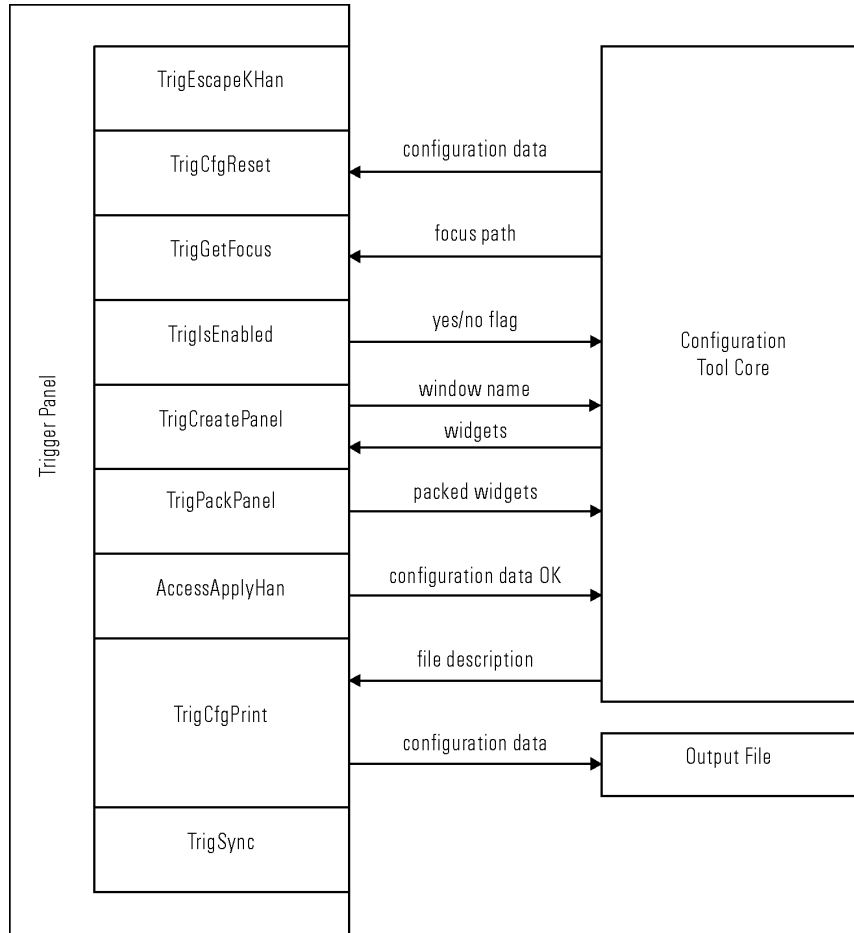 Trigger Panel
TrigEscapeKHan
TrigCfgReset
configuration data
TrigGetFocus
focus path
TrigIsEnabled
yes/no flag
Configuration
Tool Core
TrigCreatePanel
window name
widgets
TrigPackPanel
packed widgets
AccessApplyHan
configuration data OK
TrigCfgPrint
file description
configuration data
Output File
TrigSync